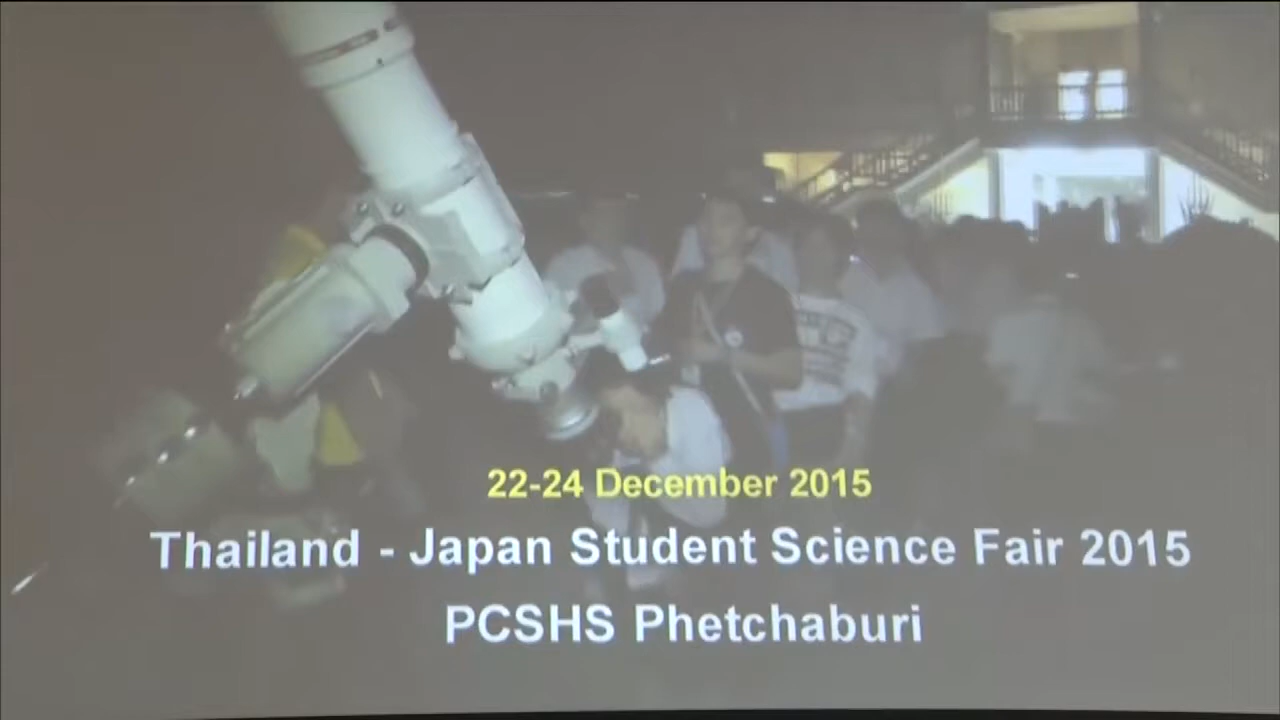 22-24 December 2015
Thailand - Japan Student Science Fair 2015
PCSHS Phetchaburi